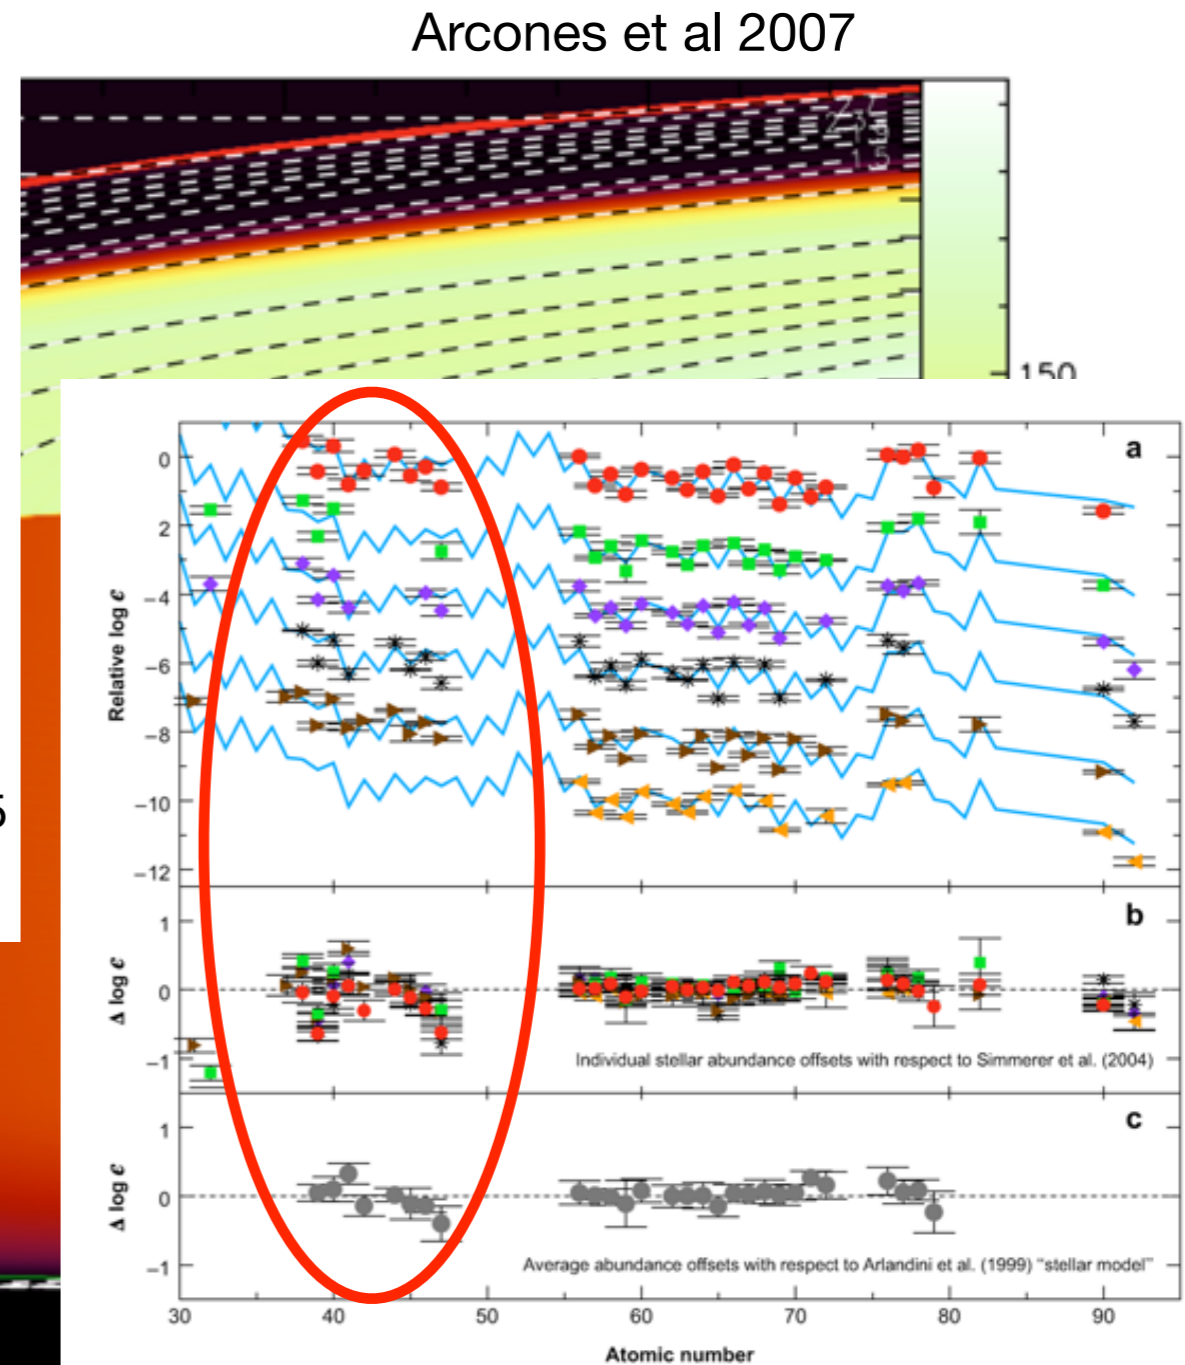 Arcones et al 2007
150
a
0
2
−4
−6
−8
−10
−12
Relative log ϵ
5
b
1
0
−1
Δ log ϵ
Individual stellar abundance offsets with respect to Simmerer et al. (2004)
c
1
0
−1
Δ log ϵ
Average abundance offsets with respect to Arlandini et al. (1999) “stellar model”
30 40 50 60 70 80 90
Atomic number